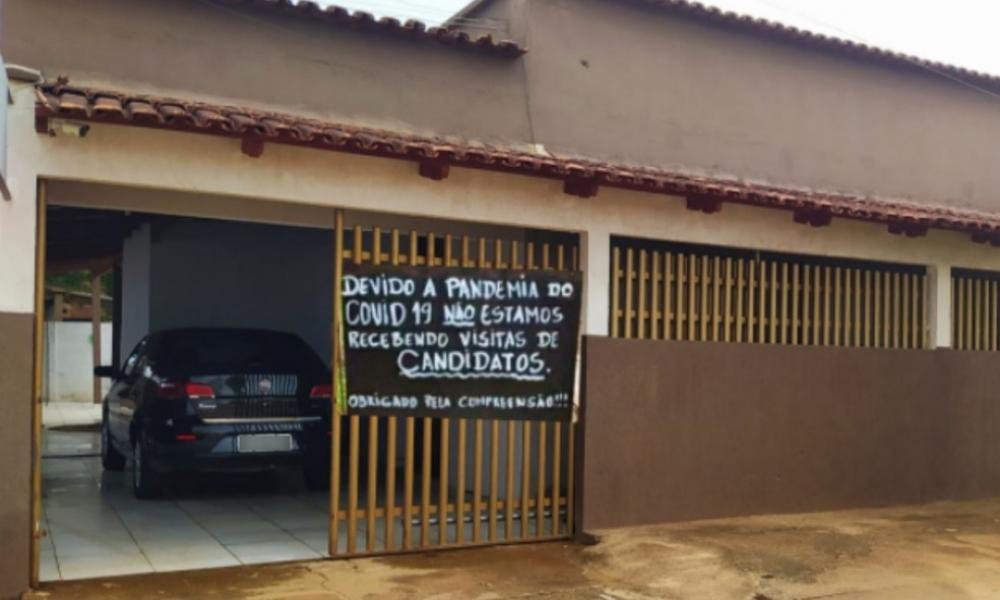 DEVIDO A PANDEMIA DO
COVID 19 NÃO ESTAMOS
RECEBENDO VISITAS DE
CANDIDATOS.
OBRIGADO PELA COMPREENSÃO!!!